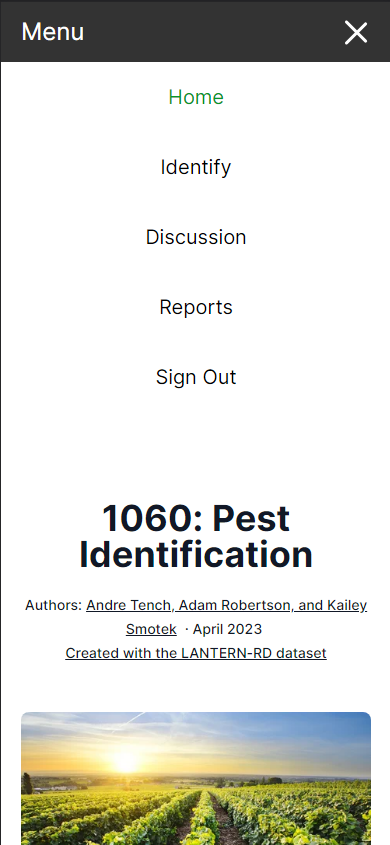 Menu
Home
Identify
Discussion
Reports
Sign Out
1060: Pest
Identification
Authors: Andre Tench, Adam Robertson, and Kailey
Smotek · April 2023
Created with the LANTERN-RD dataset